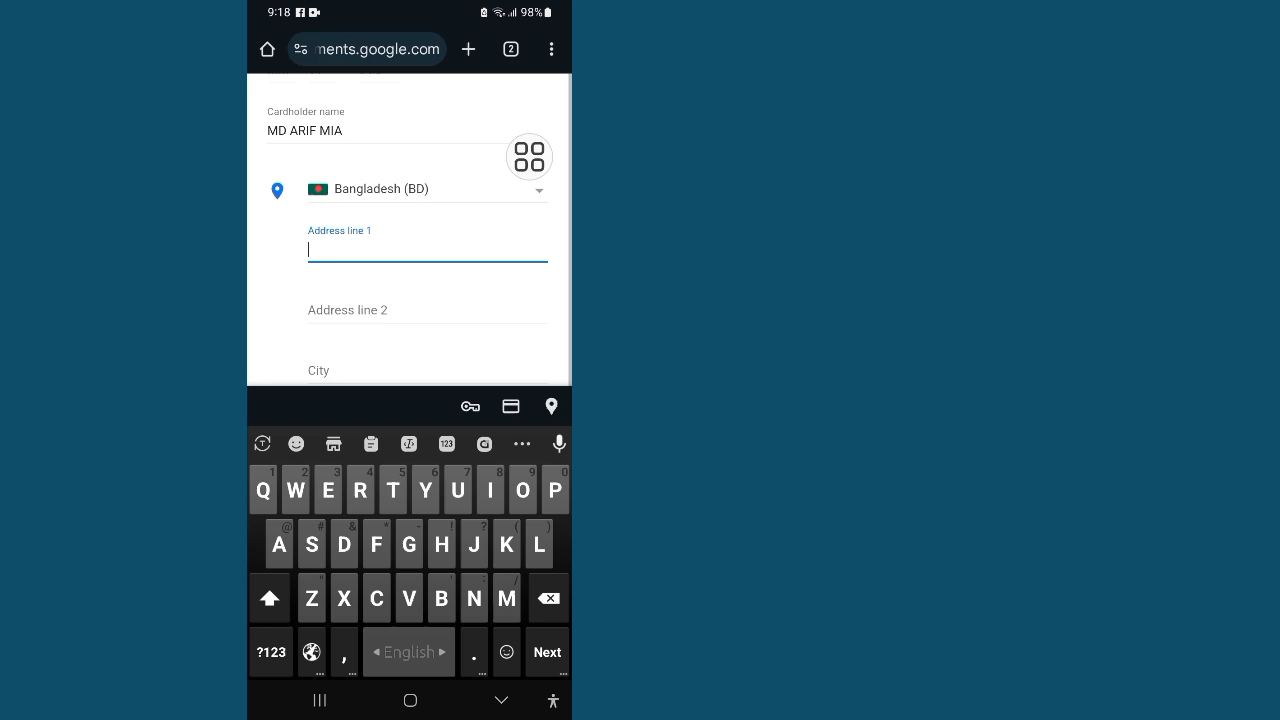 9:18
98%
ments.google.com
2
Cardholder name
MD ARIF MIA
Bangladesh (BD)
Address line 1
Address line 2
City
123
1 2 3 4 5 6 7 8 9 0
Q W E R T Y U I O P
@ # & * - ! ? ( )
A S D F G H J K L
" ' : /
Z X C V B N M
?123 , English . Next